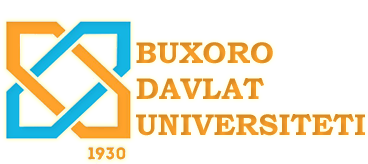 BUXORO
DAVLAT
UNIVERSITETI
1930